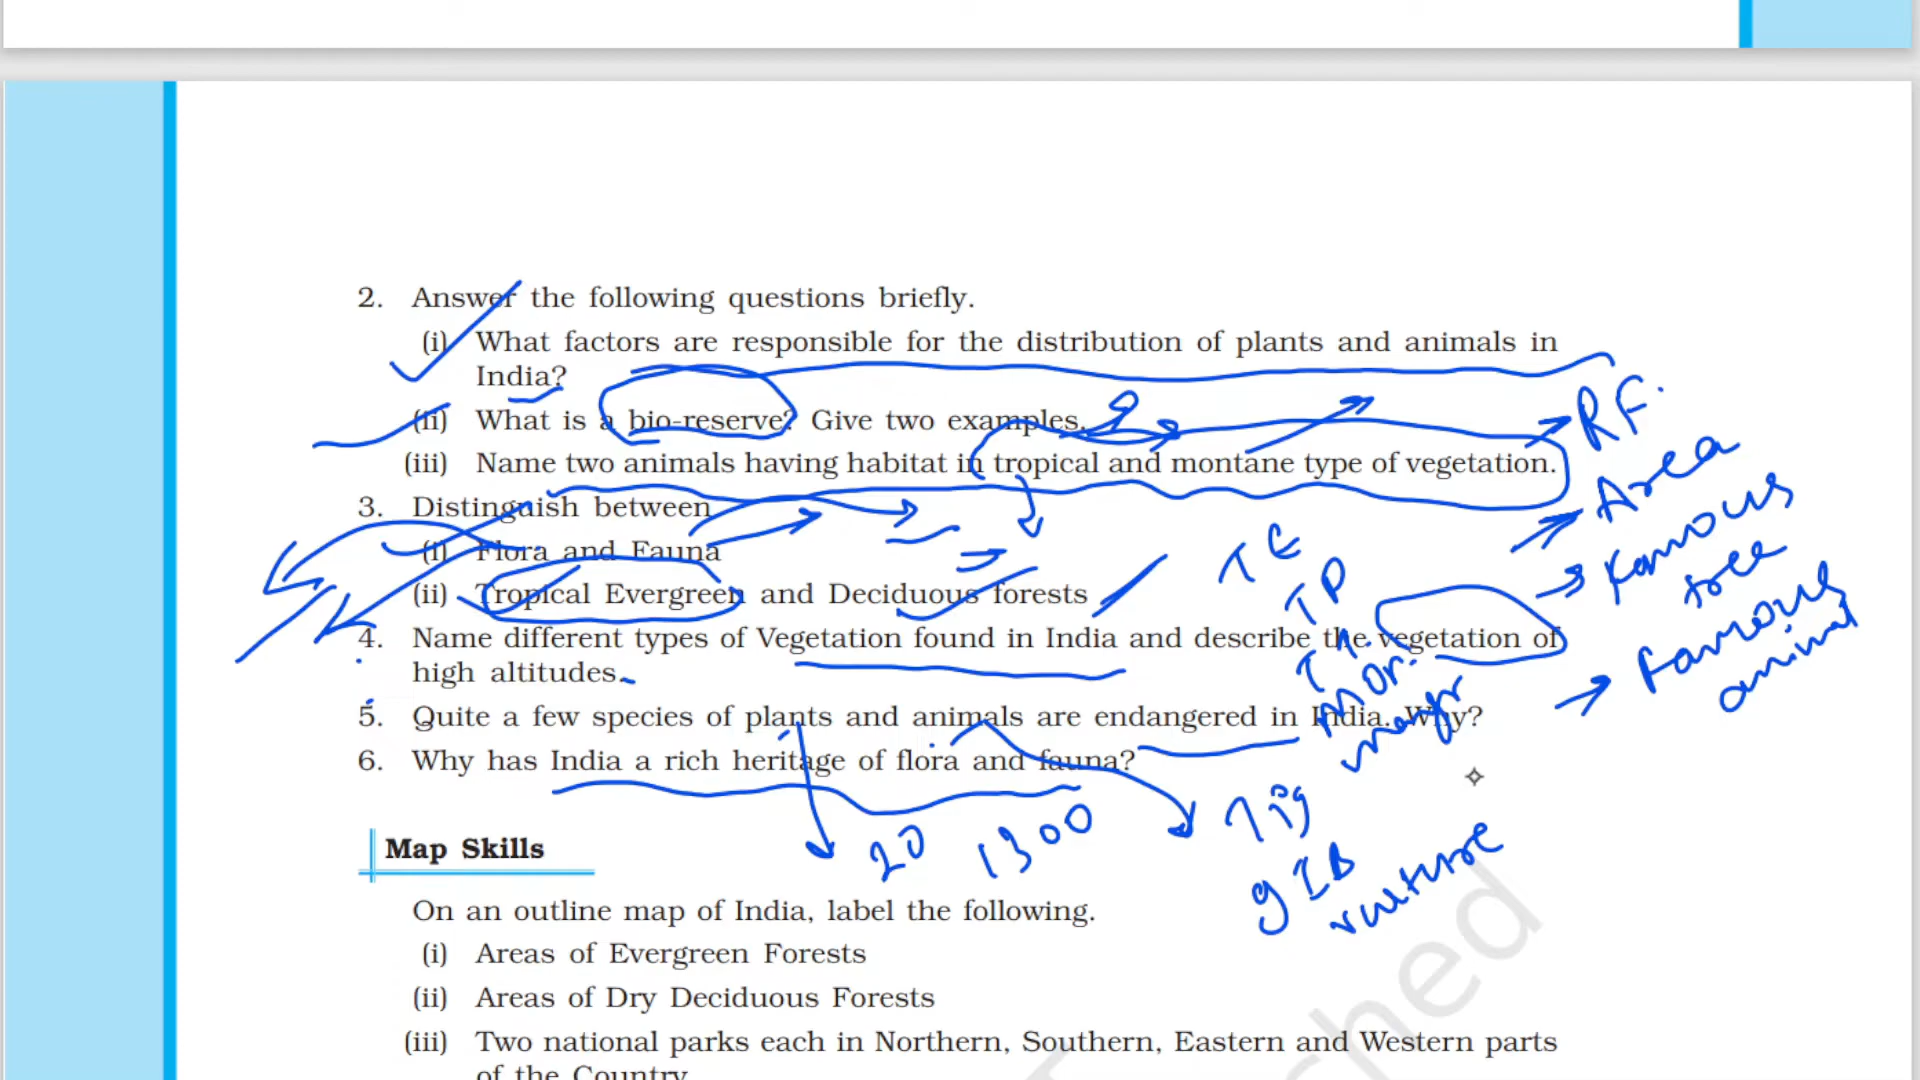 2. Answer the following questions briefly.
(i) What factors are responsible for the distribution of plants and animals in
India?
(ii) What is a bio-reserve? Give two examples.
(iii) Name two animals having habitat in tropical and montane type of vegetation.
3. Distinguish between
(i) Flora and Fauna
(ii) Tropical Evergreen and Deciduous forests
4. Name different types of Vegetation found in India and describe the vegetation of
high altitudes.
5. Quite a few species of plants and animals are endangered in India. Why?
6. Why has India a rich heritage of flora and fauna?
RF.
Area
Famous
tree
Famous
animal
TE
TD
Mon.
mangr
20 1300
Tig
GIB
vulture
Map Skills
On an outline map of India, label the following.
(i) Areas of Evergreen Forests
(ii) Areas of Dry Deciduous Forests
(iii) Two national parks each in Northern, Southern, Eastern and Western parts
of the Country